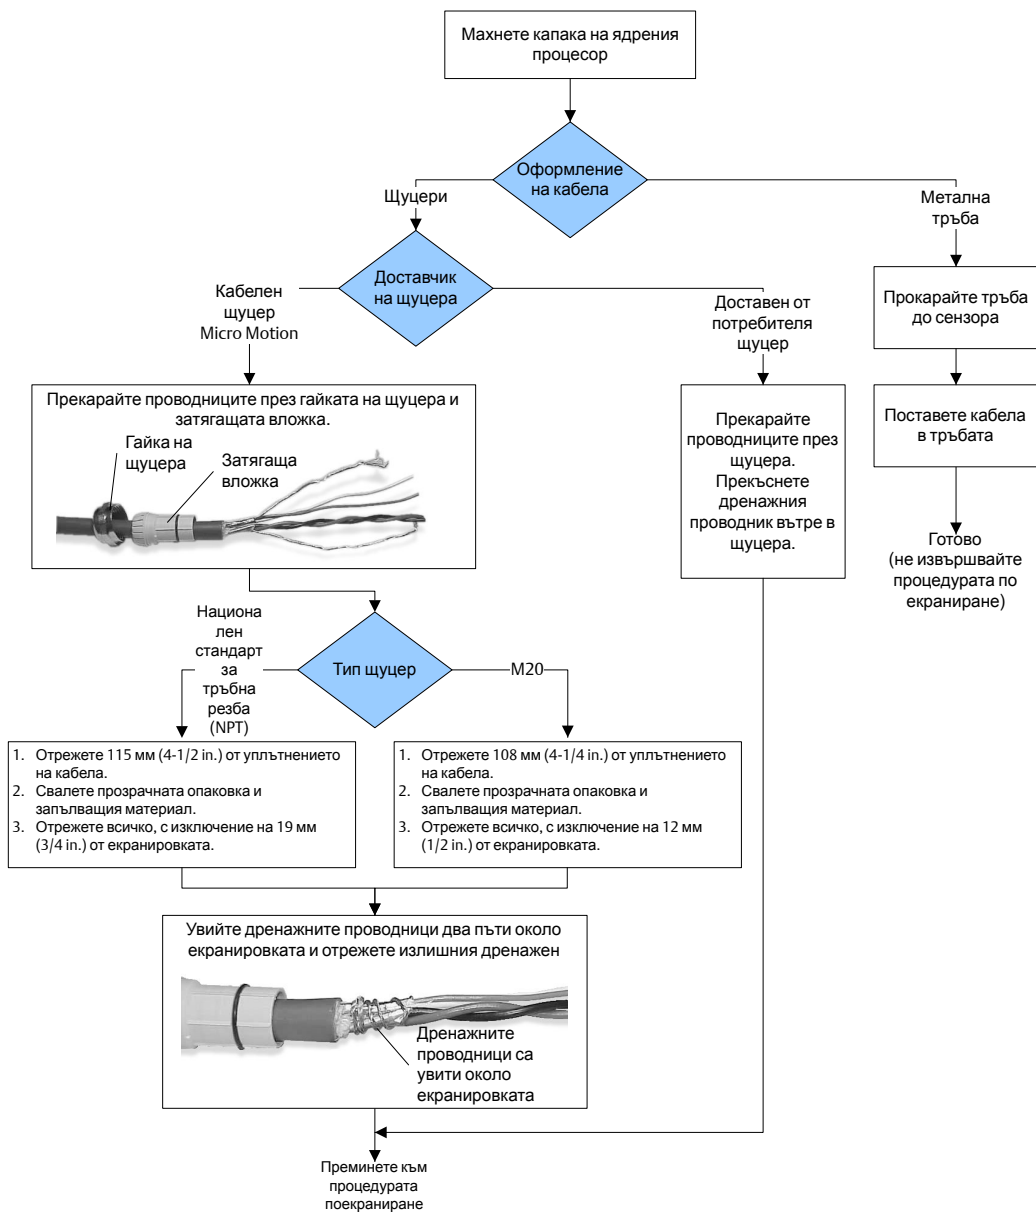 Махнете капака на ядрения
процесор
Оформление
на кабела
Щуцери
Метална
тръба
Доставчик
на щуцера
Кабелен
щуцер
Micro Motion
Доставен от
потребителя
щуцер
Прокарайте тръба
до сензора
Поставете кабела
в тръбата
Готово
(не извършвайте
процедурата по
екраниране)
Прекарайте проводниците през гайката на щуцера и
затягащата вложка.
Гайка на
щуцера
Затягаща
вложка
Прекарайте
проводниците през
щуцера.
Прекъснете
дренажния
проводник вътре в
щуцера.
Национа
лен
стандарт
за
тръбна
резба
(NPT)
Тип щуцер
M20
1. Отрежете 115 мм (4-1/2 in.) от уплътнението
на кабела.
2. Свалете прозрачната опаковка и
запълващия материал.
3. Отрежете всичко, с изключение на 19 мм
(3/4 in.) от екранировката.
1. Отрежете 108 мм (4-1/4 in.) от уплътнението
на кабела.
2. Свалете прозрачната опаковка и
запълващия материал.
3. Отрежете всичко, с изключение на 12 мм
(1/2 in.) от екранировката.
Увийте дренажните проводници два пъти около
екранировката и отрежете излишния дренажен
Дренажните
проводници са
увити около
екранировката
Преминете към
процедурата
поекраниране